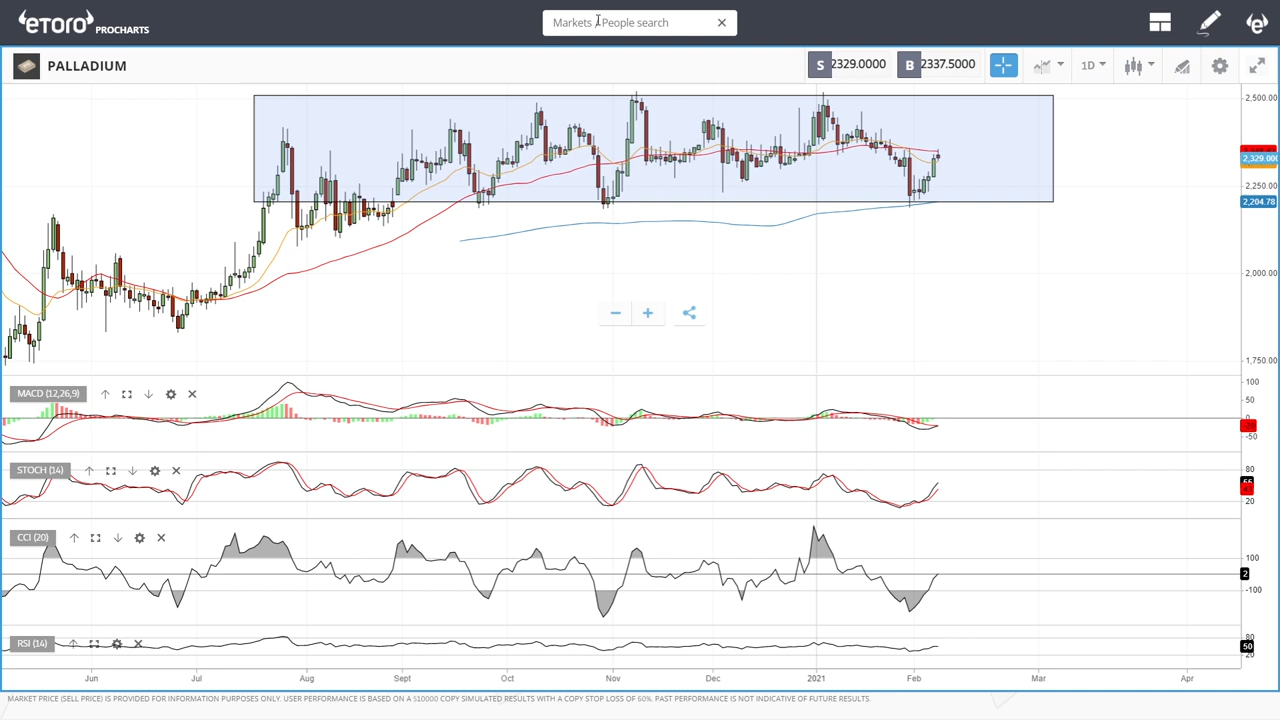 eToro PROCHARTS
Markets / People search
PALLADIUM
S 2329.0000
B 2337.5000
1D
2,500.00
2,329.000
2,250.00
2,204.78
2,000.00
1,750.00
MACD (12,26,9)
100
50
0
-50
STOCH (14)
80
20
CCI (20)
100
2
-100
RSI (14)
80
50
20
Jun Jul Aug Sept Oct Nov Dec 2021 Feb Mar Apr
MARKET PRICE (SELL PRICE) IS PROVIDED FOR INFORMATION PURPOSES ONLY. USER PERFORMANCE IS BASED ON A $10000 COPY SIMULATED RESULTS WITH A COPY STOP LOSS OF 60%. PAST PERFORMANCE IS NOT INDICATIVE OF FUTURE RESULTS.